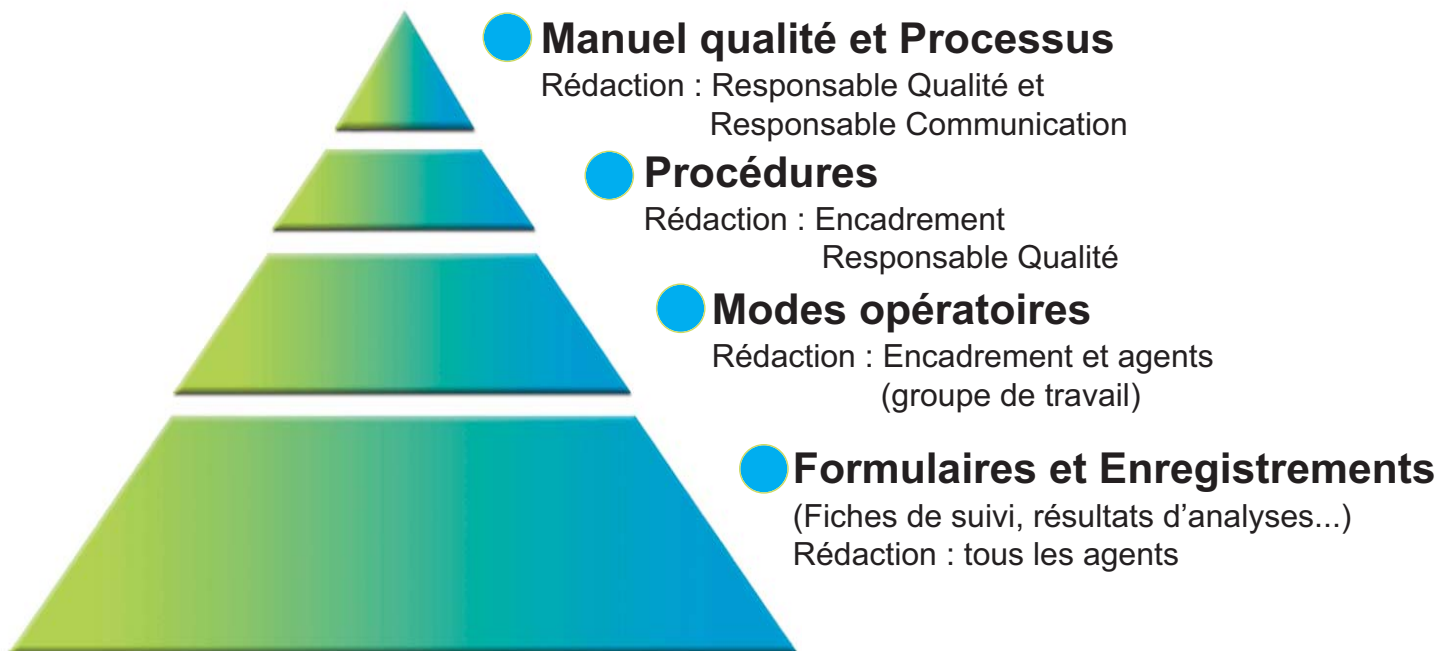 Manuel qualité et Processus
Rédaction : Responsable Qualité et
Responsable Communication
Procédures
Rédaction : Encadrement
Responsable Qualité
Modes opératoires
Rédaction : Encadrement et agents
(groupe de travail)
Formulaires et Enregistrements
(Fiches de suivi, résultats d’analyses...)
Rédaction : tous les agents